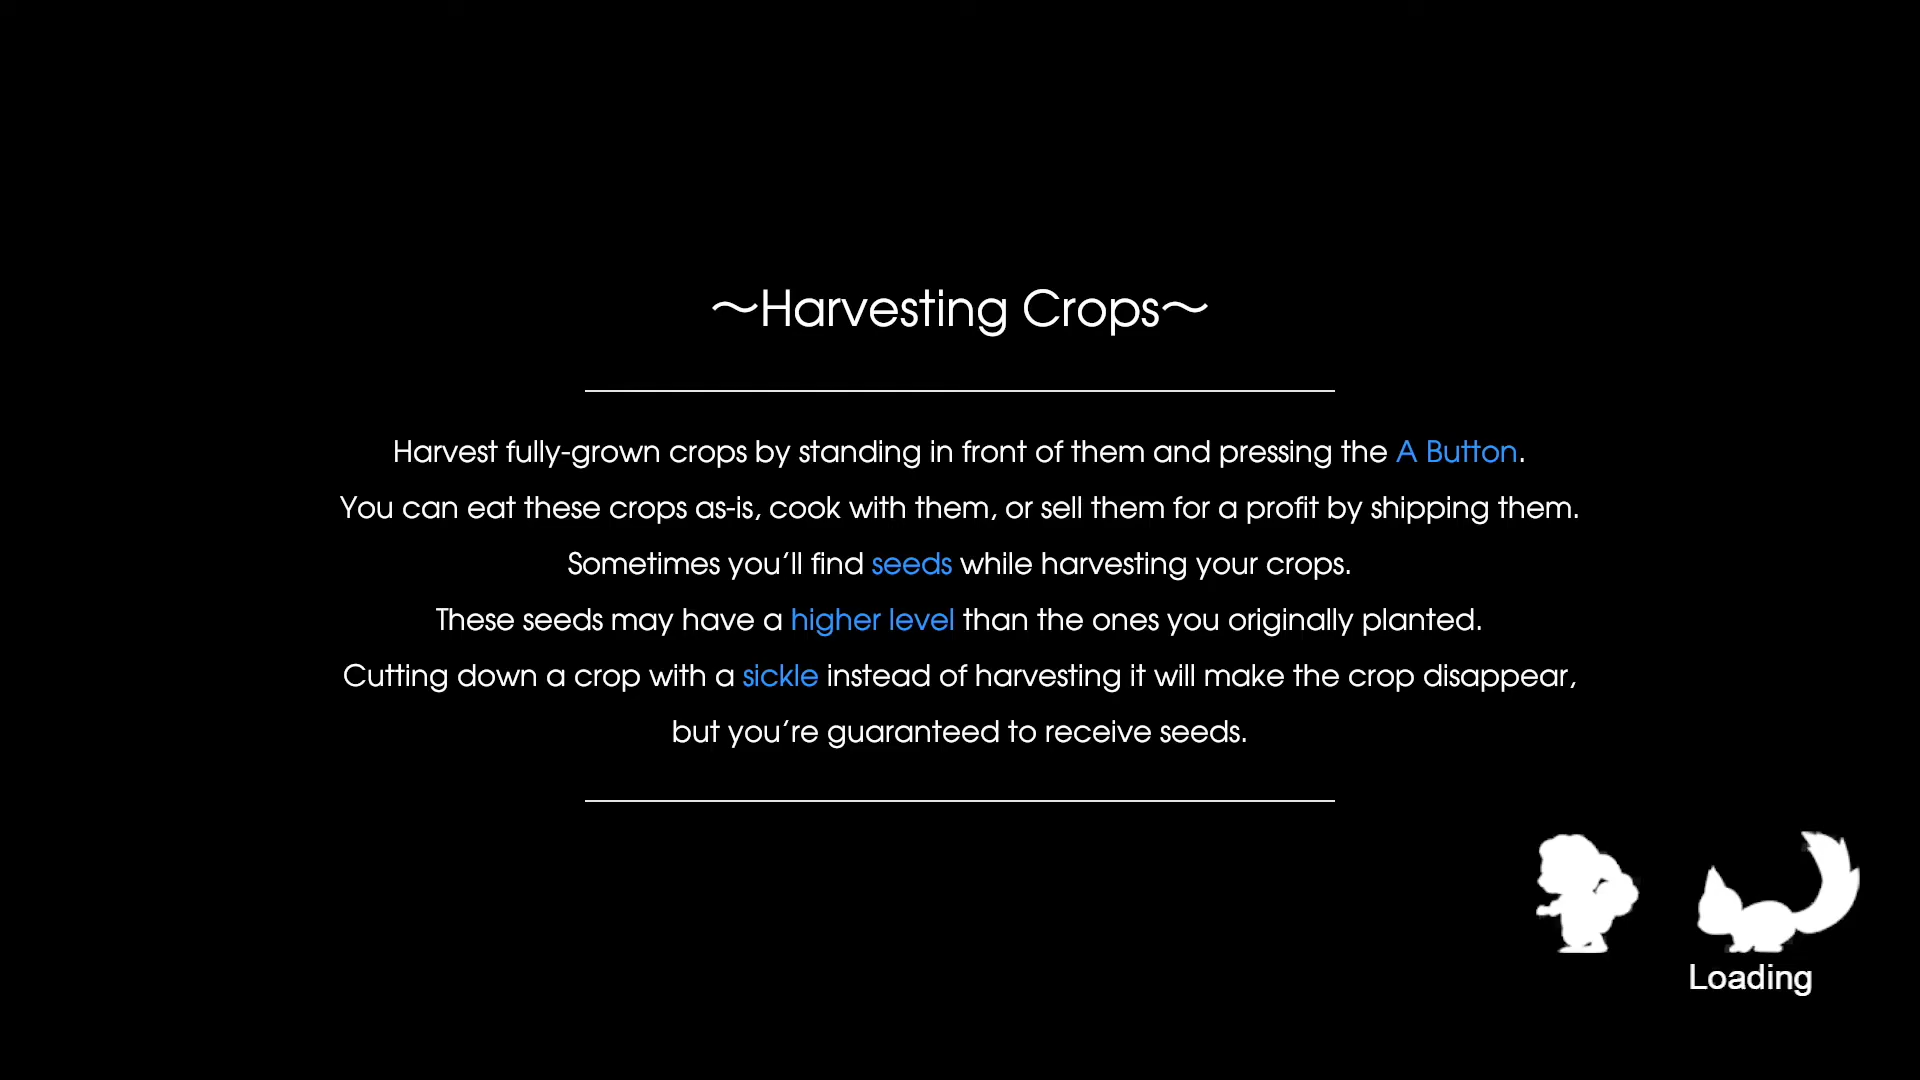 ～Harvesting Crops～
Harvest fully-grown crops by standing in front of them and pressing the A Button.
You can eat these crops as-is, cook with them, or sell them for a profit by shipping them.
Sometimes you’ll find seeds while harvesting your crops.
These seeds may have a higher level than the ones you originally planted.
Cutting down a crop with a sickle instead of harvesting it will make the crop disappear,
but you’re guaranteed to receive seeds.
Loading